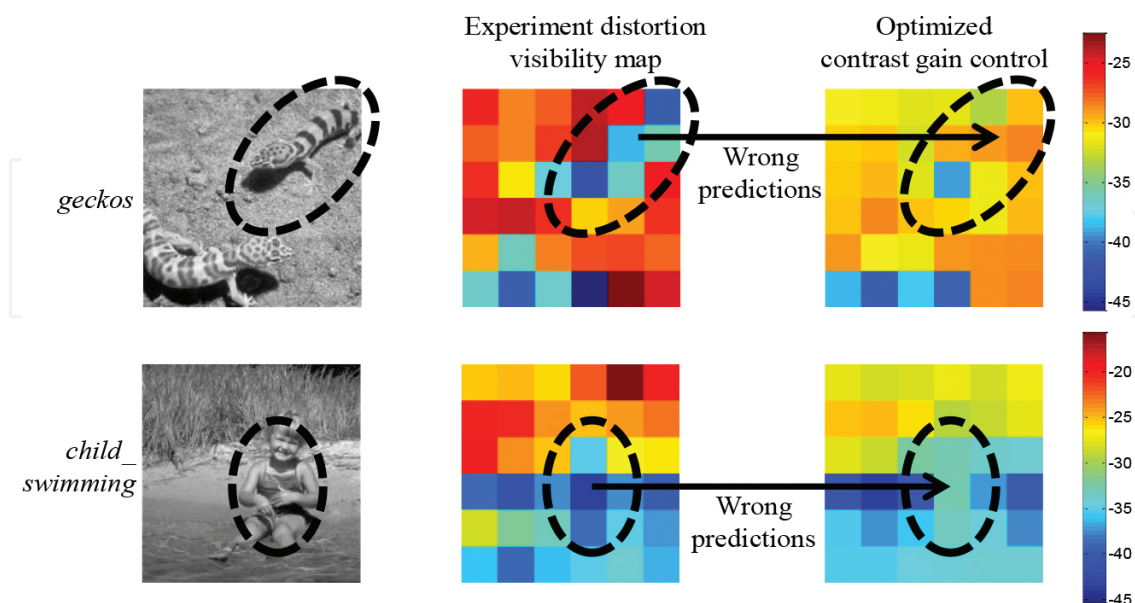 Experiment distortion
visibility map
Optimized
contrast gain control
geckos
Wrong
predictions
-25
-30
-35
-40
-45
child_
swimming
Wrong
predictions
-20
-25
-30
-35
-40
-45